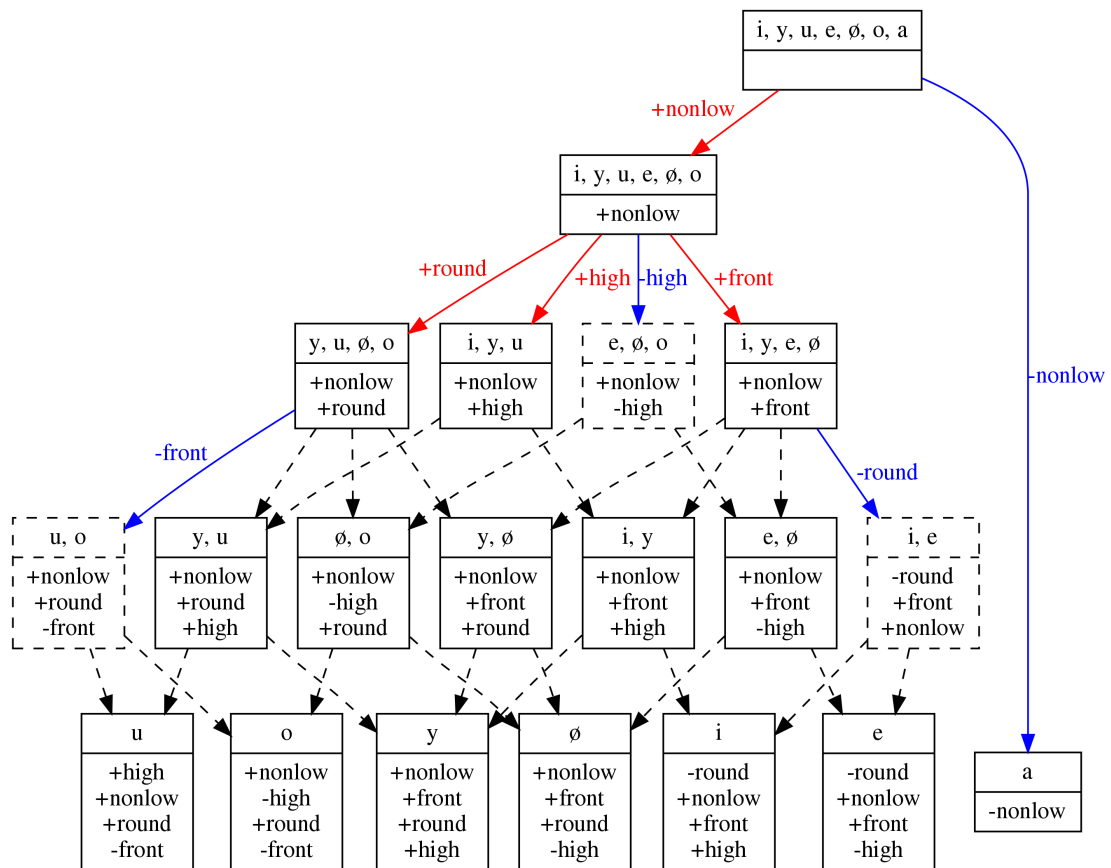 i, y, u, e, ø, o, a
+nonlow
i, y, u, e, ø, o
+nonlow
+round
+high
-high
+front
y, u, ø, o
+nonlow
+round
i, y, u
+nonlow
+high
e, ø, o
+nonlow
-high
i, y, e, ø
+nonlow
+front
-nonlow
-front
-round
u, o
+nonlow
+round
-front
y, u
+nonlow
+round
+high
ø, o
+nonlow
-high
+round
y, ø
+nonlow
+front
+round
i, y
+nonlow
+front
+high
e, ø
+nonlow
+front
-high
i, e
-round
+front
+nonlow
u
+high
+nonlow
+round
-front
o
+nonlow
-high
+round
-front
y
+nonlow
+front
+round
+high
ø
+nonlow
+front
+round
-high
i
-round
+nonlow
+front
+high
e
-round
+nonlow
+front
-high
a
-nonlow